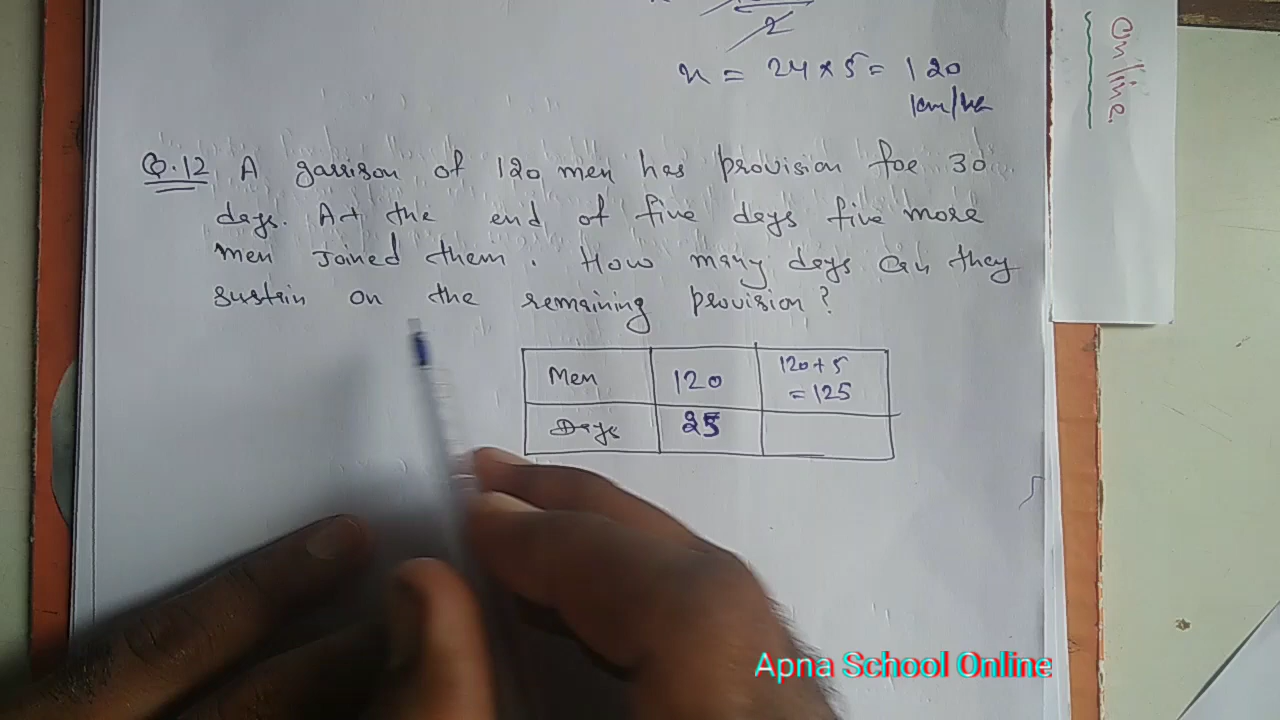 2
x = 24 * 5 = 120
km/hr
Online
Q.12 A garrison of 120 men has provision for 30
days. At the end of five days five more
men joined them. How many days can they
sustain on the remaining provision?
Men 120 120 + 5
= 125
Days 25
Apna School Online